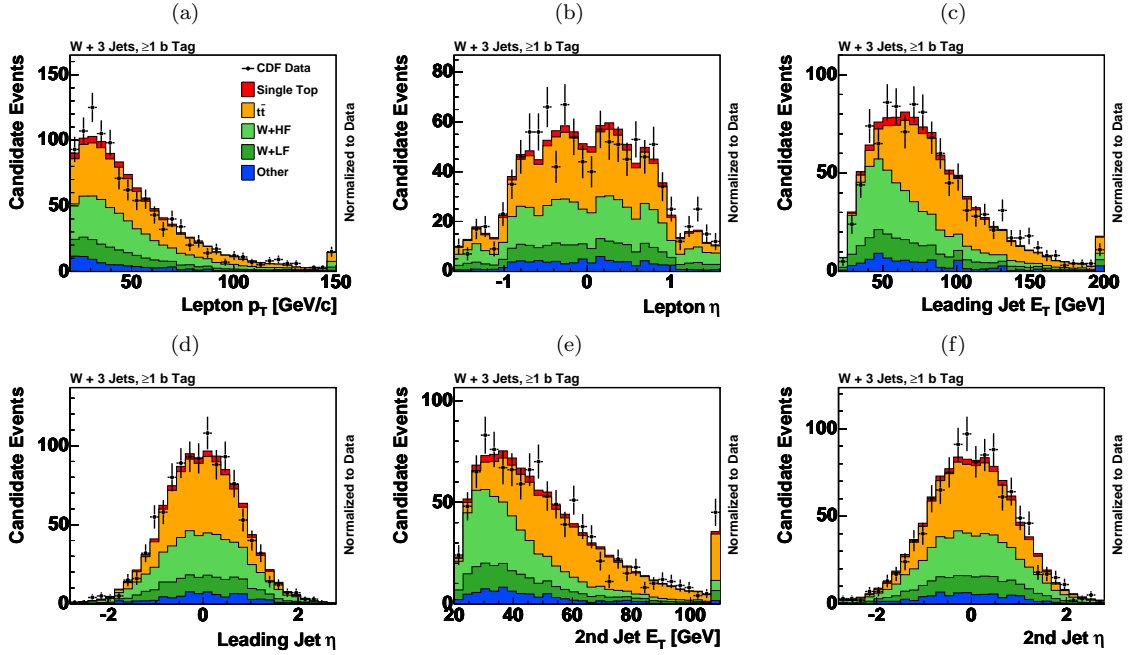 (a)
(b)
(c)
W + 3 Jets, ≥1 b Tag
Candidate Events
150
100
50
0
50
100
150
Lepton p_T [GeV/c]
Normalized to Data
CDF Data
Single Top
tt̄
W+HF
W+LF
Other
W + 3 Jets, ≥1 b Tag
Candidate Events
80
60
40
20
0
-1
0
1
Lepton η
Normalized to Data
W + 3 Jets, ≥1 b Tag
Candidate Events
100
50
0
50
100
150
200
Leading Jet E_T [GeV]
Normalized to Data
(d)
(e)
(f)
W + 3 Jets, ≥1 b Tag
Candidate Events
100
50
0
-2
0
2
Leading Jet η
Normalized to Data
W + 3 Jets, ≥1 b Tag
Candidate Events
100
50
0
20
40
60
80
100
2nd Jet E_T [GeV]
Normalized to Data
W + 3 Jets, ≥1 b Tag
Candidate Events
100
50
0
-2
0
2
2nd Jet η
Normalized to Data